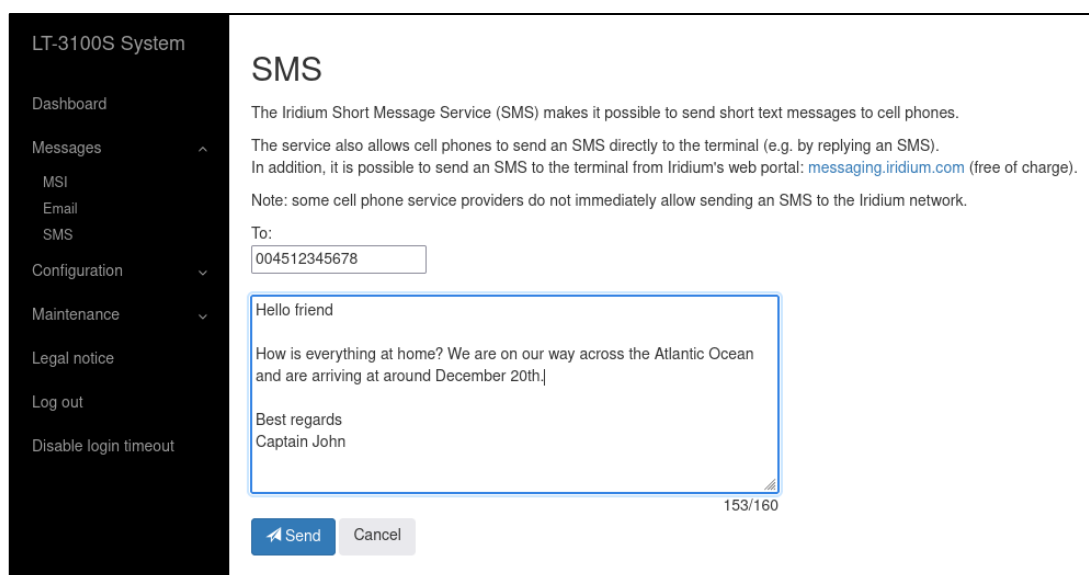 LT-3100S System
Dashboard
Messages
MSI
Email
SMS
Configuration
Maintenance
Legal notice
Log out
Disable login timeout
SMS
The Iridium Short Message Service (SMS) makes it possible to send short text messages to cell phones.
The service also allows cell phones to send an SMS directly to the terminal (e.g. by replying an SMS).
In addition, it is possible to send an SMS to the terminal from Iridium's web portal: messaging.iridium.com (free of charge).
Note: some cell phone service providers do not immediately allow sending an SMS to the Iridium network.
To:
004512345678
Hello friend
How is everything at home? We are on our way across the Atlantic Ocean
and are arriving at around December 20th.
Best regards
Captain John
153/160
Send
Cancel